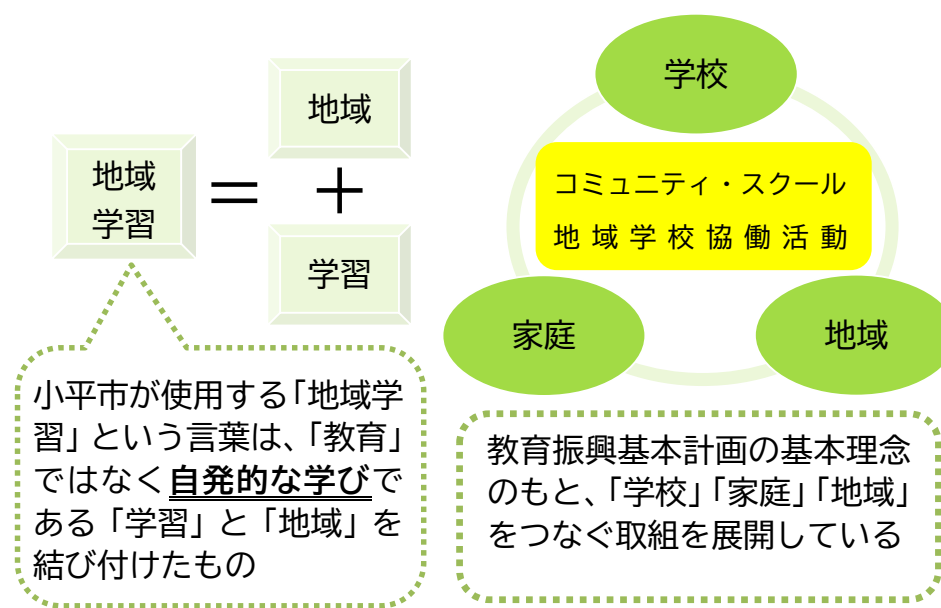 地域
学習
＝
地域
＋
学習
小平市が使用する「地域学
習」という言葉は、「教育」
ではなく自発的な学びで
ある「学習」と「地域」を
結び付けたもの
学校
コミュニティ・スクール
地域学校協働活動
家庭
地域
教育振興基本計画の基本理念
のもと、「学校」「家庭」「地域」
をつなぐ取組を展開している